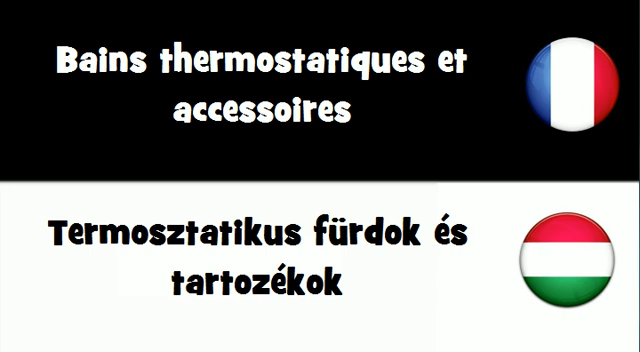 Bains thermostatiques et
accessoires
Termosztatikus fürdok és
tartozékok